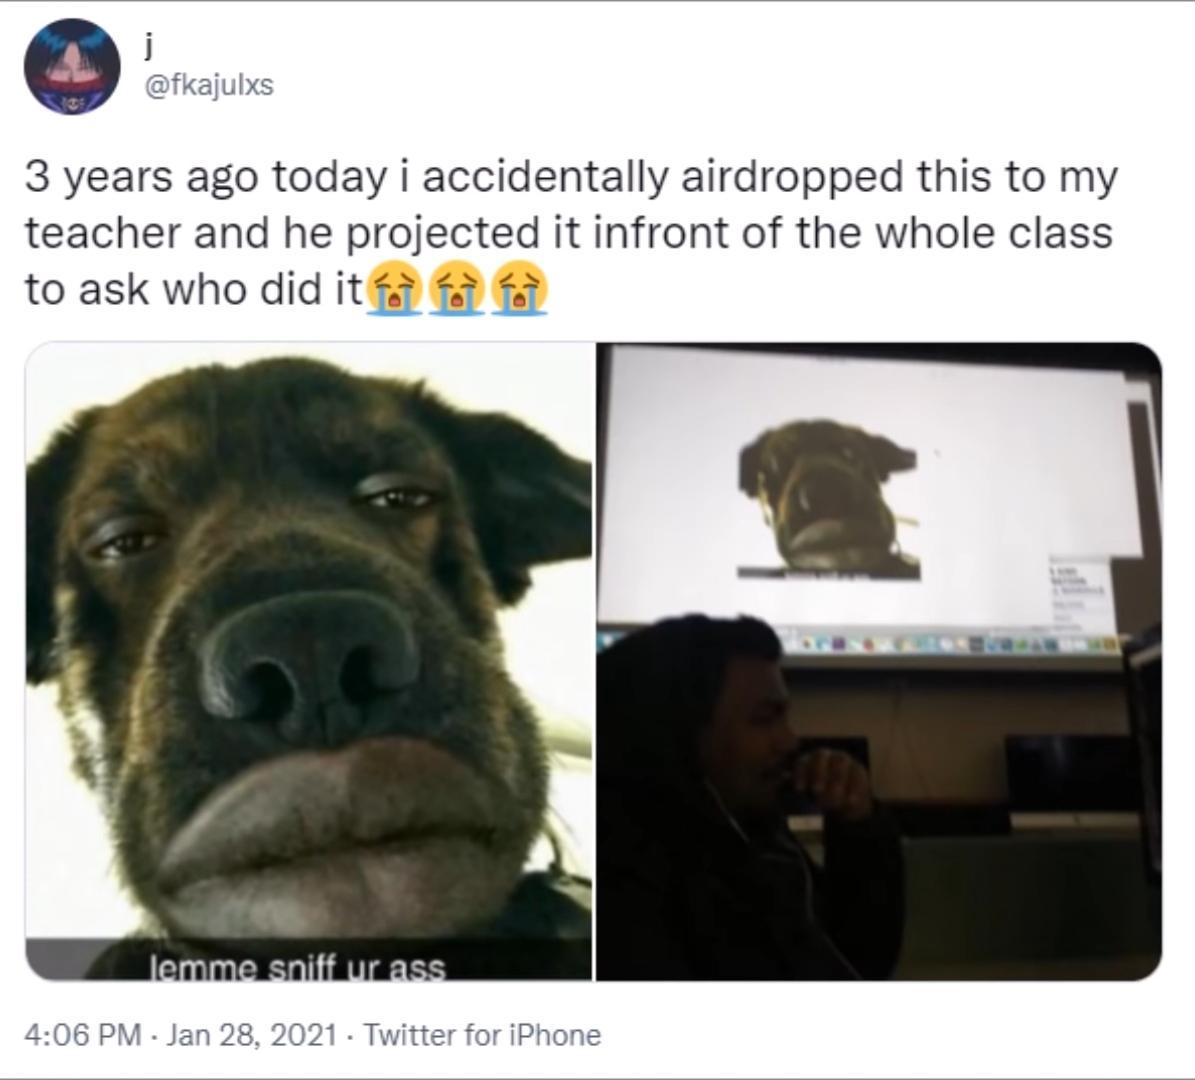 j
@fkajulxs
3 years ago today i accidentally airdropped this to my
teacher and he projected it infront of the whole class
to ask who did it😭😭😭
lemme sniff ur ass
4:06 PM · Jan 28, 2021 · Twitter for iPhone